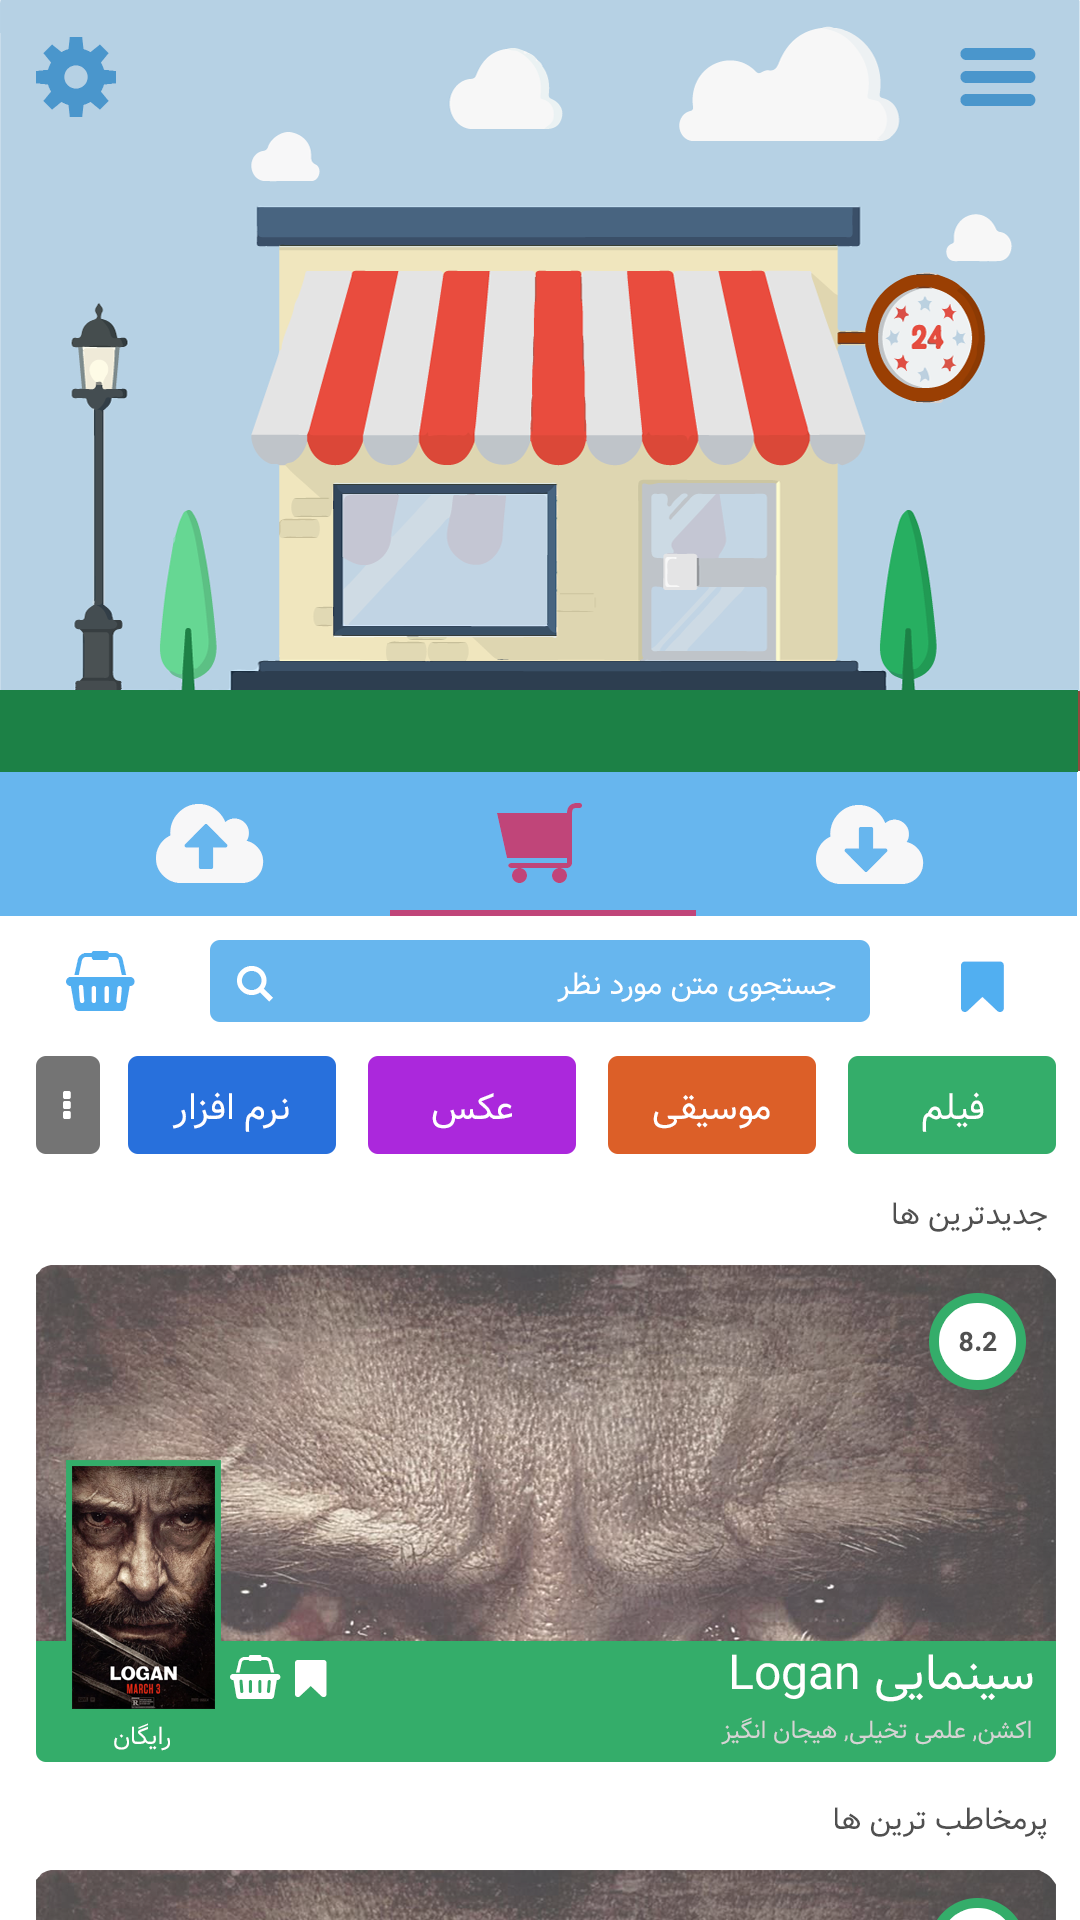 24
جستجوی متن مورد نظر
فیلم
موسیقی
عکس
نرم افزار
جدیدترین ها
8.2
LOGAN
MARCH 3
سینمایی Logan
اکشن, علمی تخیلی, هیجان انگیز
رایگان
پرمخاطب ترین ها